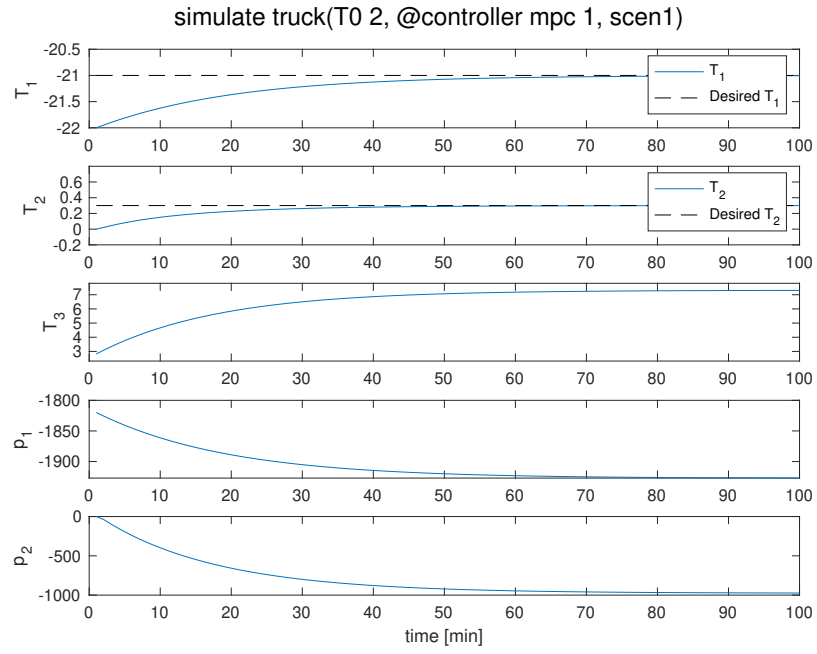 simulate truck(T0 2, @controller mpc 1, scen1)
-20.5
-21
-21.5
-22
T1
T1
Desired T1
0 10 20 30 40 50 60 70 80 90 100
0.6
0.4
0.2
0
-0.2
T2
T2
Desired T2
0 10 20 30 40 50 60 70 80 90 100
7
6
5
4
3
T3
0 10 20 30 40 50 60 70 80 90 100
-1800
-1850
-1900
p1
0 10 20 30 40 50 60 70 80 90 100
0
-500
-1000
p2
0 10 20 30 40 50 60 70 80 90 100
time [min]